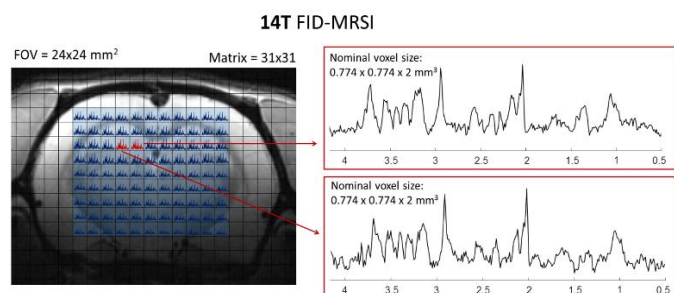 14T FID-MRSI
FOV = 24x24 mm²
Matrix = 31x31
Nominal voxel size:
0.774 x 0.774 x 2 mm³
4 3.5 3 2.5 2 1.5 1 0.5
Nominal voxel size:
0.774 x 0.774 x 2 mm³
4 3.5 3 2.5 2 1.5 1 0.5